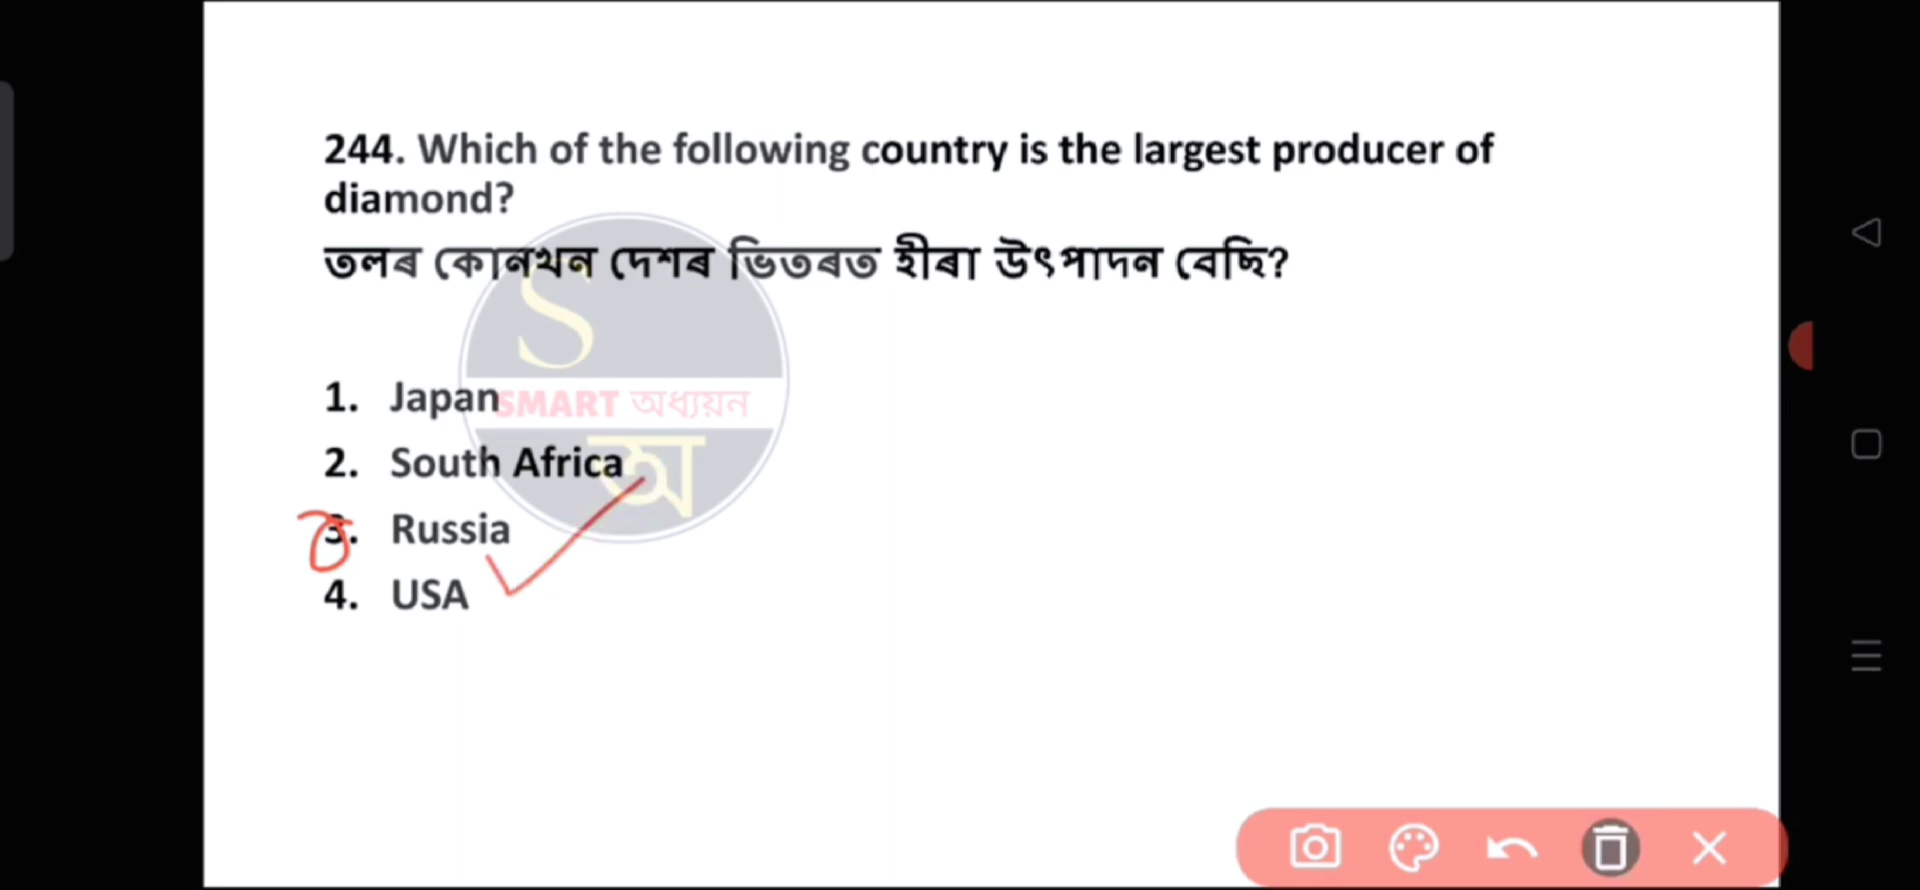 244. Which of the following country is the largest producer of
diamond?
তলৰ কোনখন দেশৰ ভিতৰত হীৰা উৎপাদন বেছি?
S
1. Japan
SMART অধ্যয়ন
2. South Africa
অ
3. Russia
4. USA